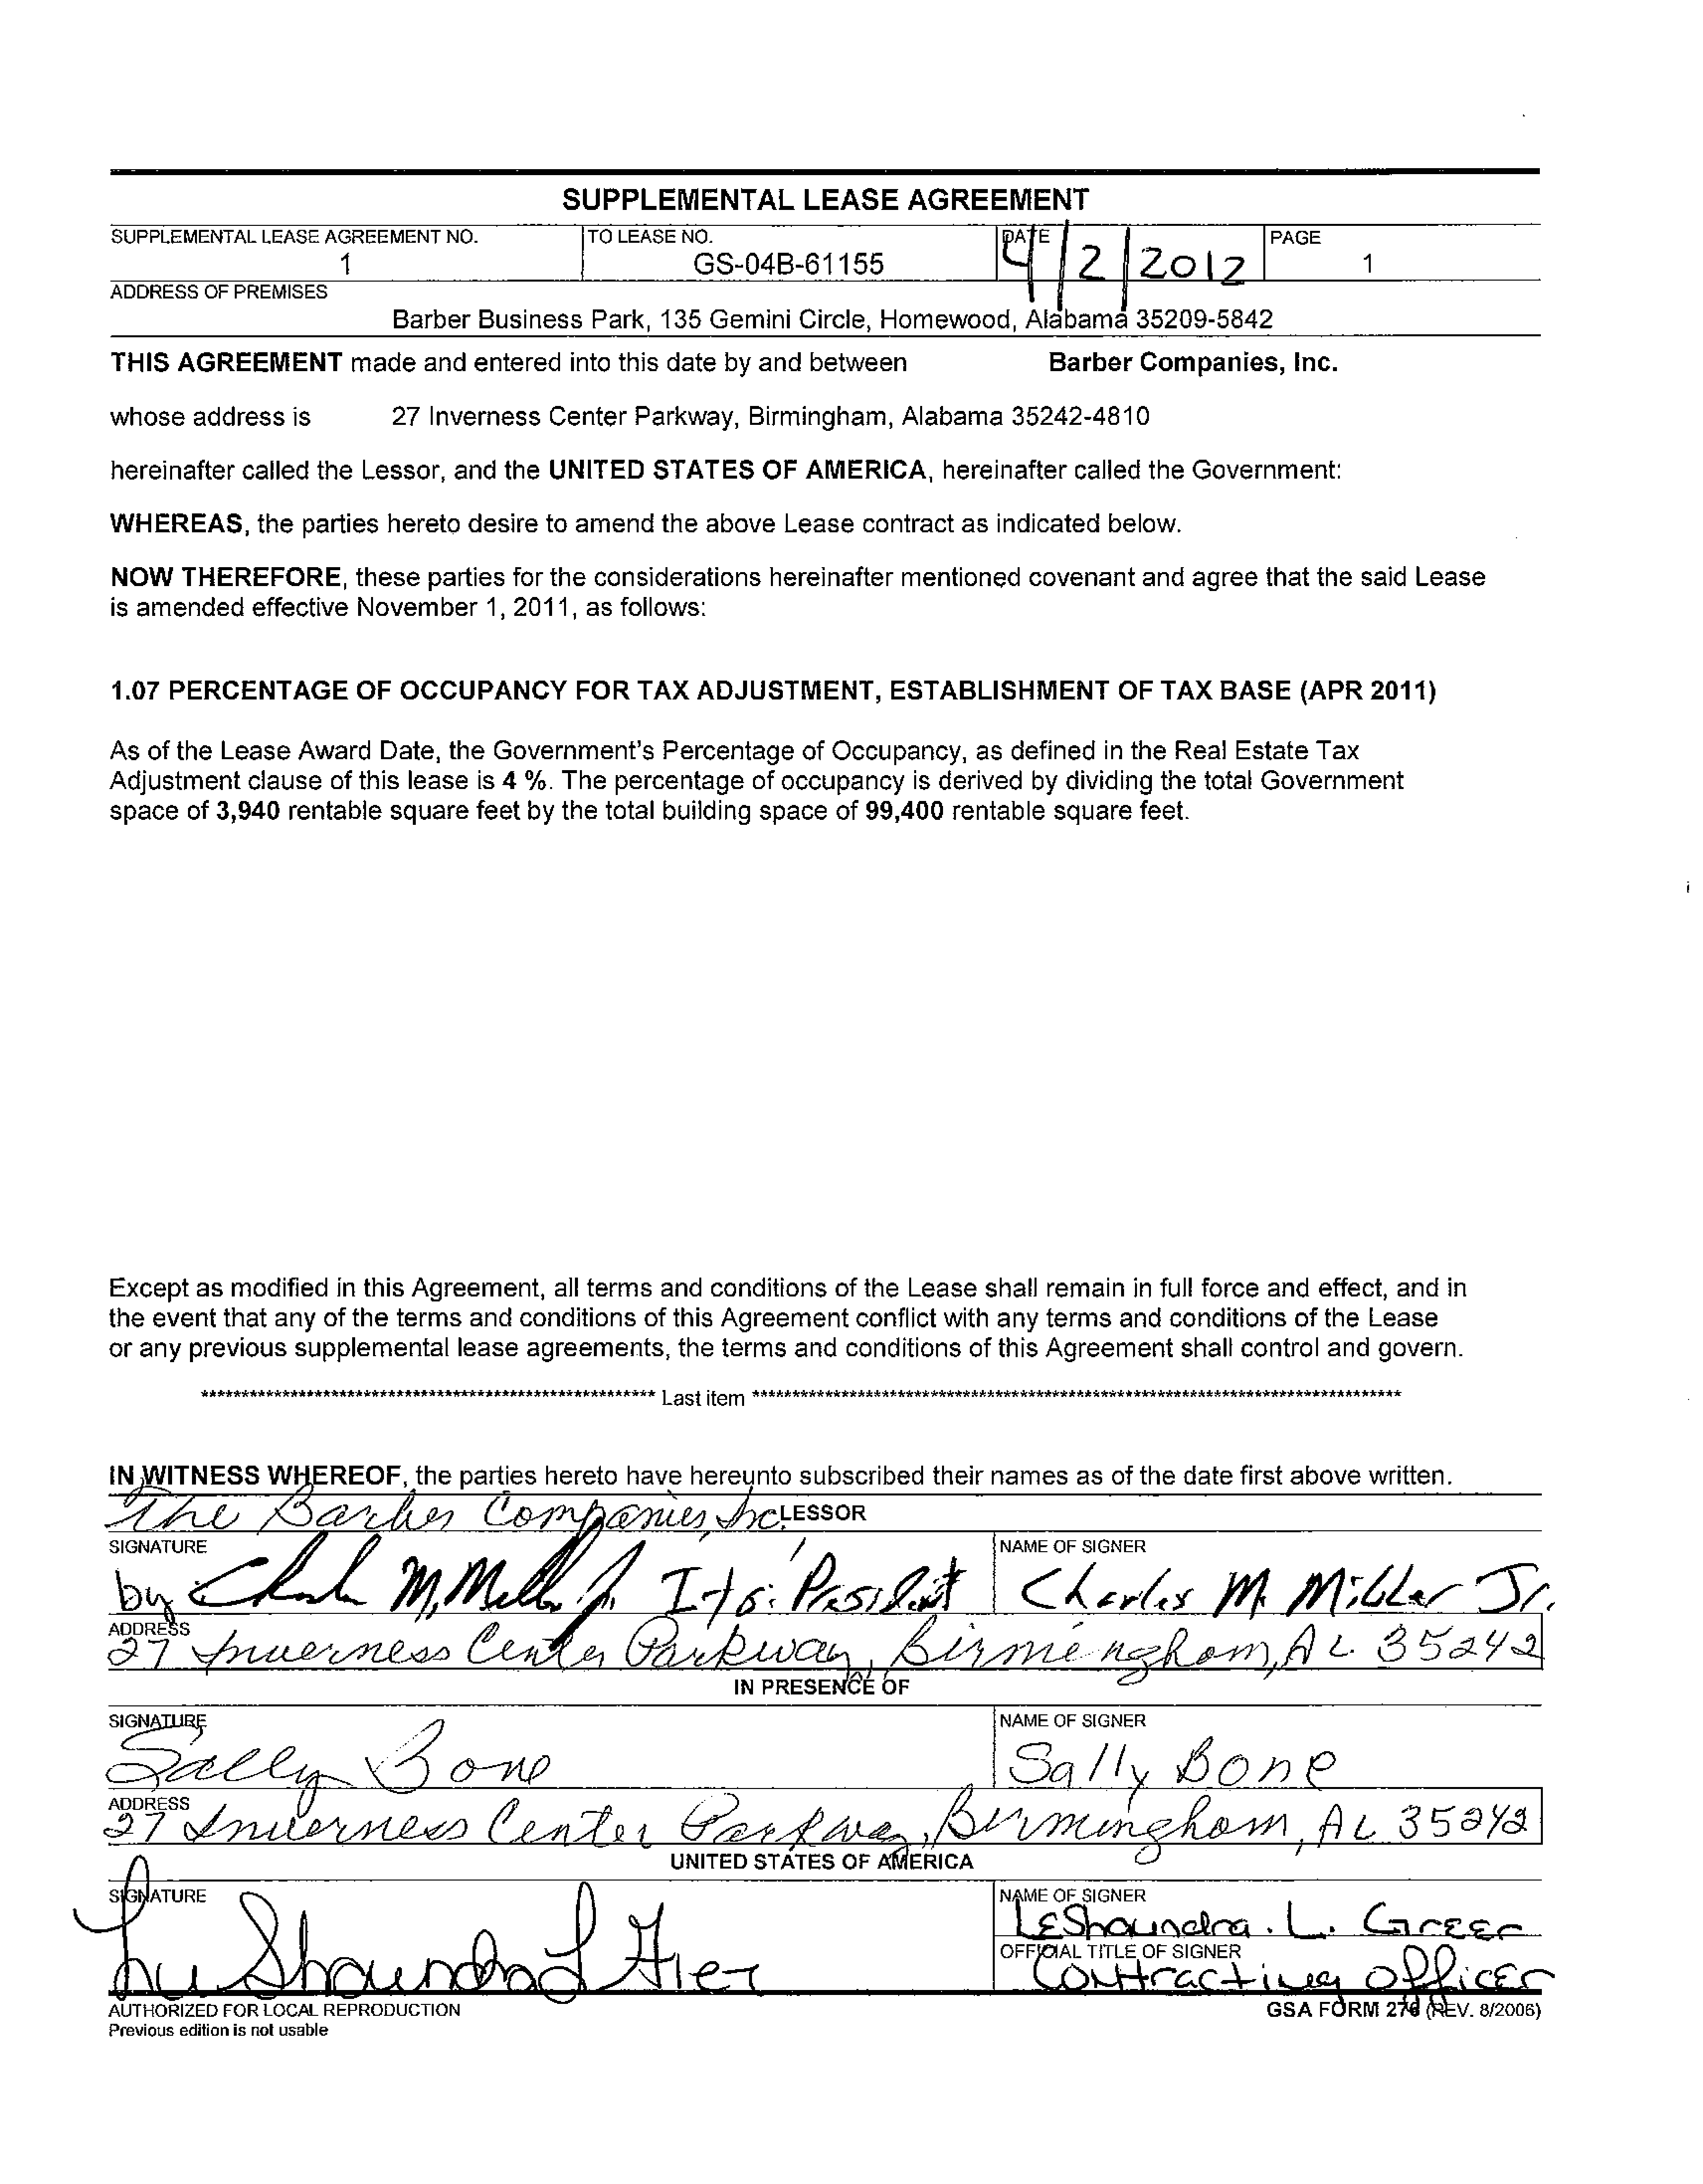 SUPPLEMENTAL LEASE AGREEMENT
SUPPLEMENTAL LEASE AGREEMENT NO. TO LEASE NO. DATE PAGE
1 GS-04B-61155 4/2/2012 1
ADDRESS OF PREMISES
Barber Business Park, 135 Gemini Circle, Homewood, Alabama 35209-5842
THIS AGREEMENT made and entered into this date by and between Barber Companies, Inc.
whose address is 27 Inverness Center Parkway, Birmingham, Alabama 35242-4810
hereinafter called the Lessor, and the UNITED STATES OF AMERICA, hereinafter called the Government:
WHEREAS, the parties hereto desire to amend the above Lease contract as indicated below.
NOW THEREFORE, these parties for the considerations hereinafter mentioned covenant and agree that the said Lease
is amended effective November 1, 2011, as follows:
1.07 PERCENTAGE OF OCCUPANCY FOR TAX ADJUSTMENT, ESTABLISHMENT OF TAX BASE (APR 2011)
As of the Lease Award Date, the Government's Percentage of Occupancy, as defined in the Real Estate Tax
Adjustment clause of this lease is 4 %. The percentage of occupancy is derived by dividing the total Government
space of 3,940 rentable square feet by the total building space of 99,400 rentable square feet.
Except as modified in this Agreement, all terms and conditions of the Lease shall remain in full force and effect, and in
the event that any of the terms and conditions of this Agreement conflict with any terms and conditions of the Lease
or any previous supplemental lease agreements, the terms and conditions of this Agreement shall control and govern.
******************************************************** Last item ********************************************************************************
IN WITNESS WHEREOF, the parties hereto have hereunto subscribed their names as of the date first above written.
The Barber Companies, Inc. LESSOR
SIGNATURE NAME OF SIGNER
by Charles M. Miller Jr. Its: President Charles M. Miller Jr.
ADDRESS
27 Inverness Center Parkway, Birmingham, AL 35242
IN PRESENCE OF
SIGNATURE NAME OF SIGNER
Sally Bone Sally Bone
ADDRESS
27 Inverness Center Parkway, Birmingham, AL 35242
UNITED STATES OF AMERICA
SIGNATURE NAME OF SIGNER
LeShaundra L. Greer
OFFICIAL TITLE OF SIGNER
Contracting Officer
AUTHORIZED FOR LOCAL REPRODUCTION GSA FORM 276 (REV. 8/2006)
Previous edition is not usable